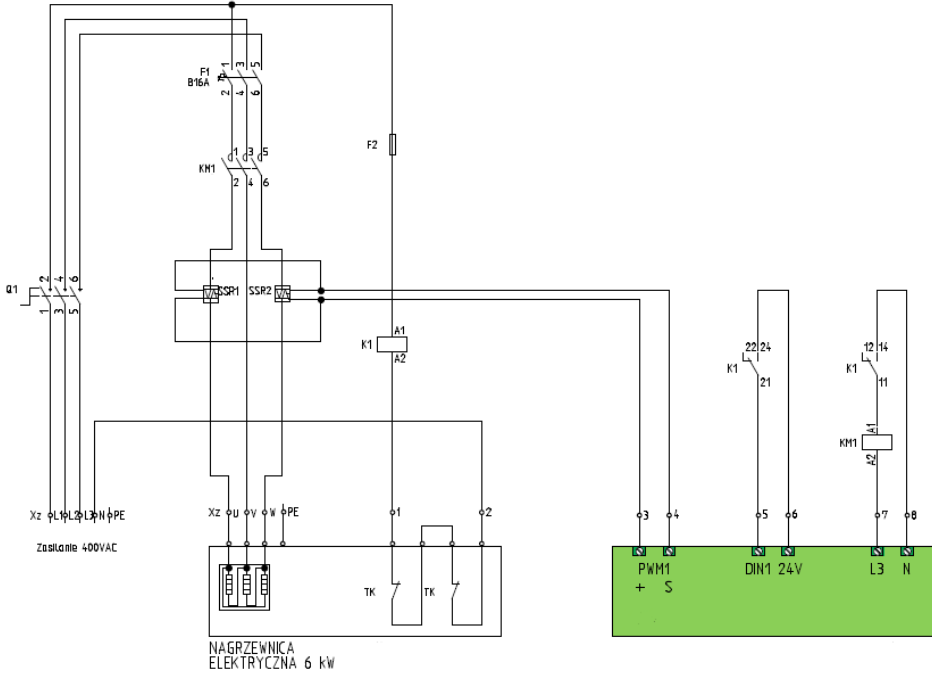 1 3 5
F1
B16A
2 4 6
F2
1 3 5
KM1
2 4 6
Q1
2 4 6
1 3 5
SSR1 SSR2
A1
K1
A2
22 24
K1
21
12 14
K1
11
A1
KM1
A2
Xz L1 L2 L3 N PE
Zasilanie 400VAC
Xz U V W PE
1 2
3 4
5 6
7 8
TK TK
PWM1
+ S
DIN1 24V
L3 N
NAGRZEWNICA
ELEKTRYCZNA 6 kW